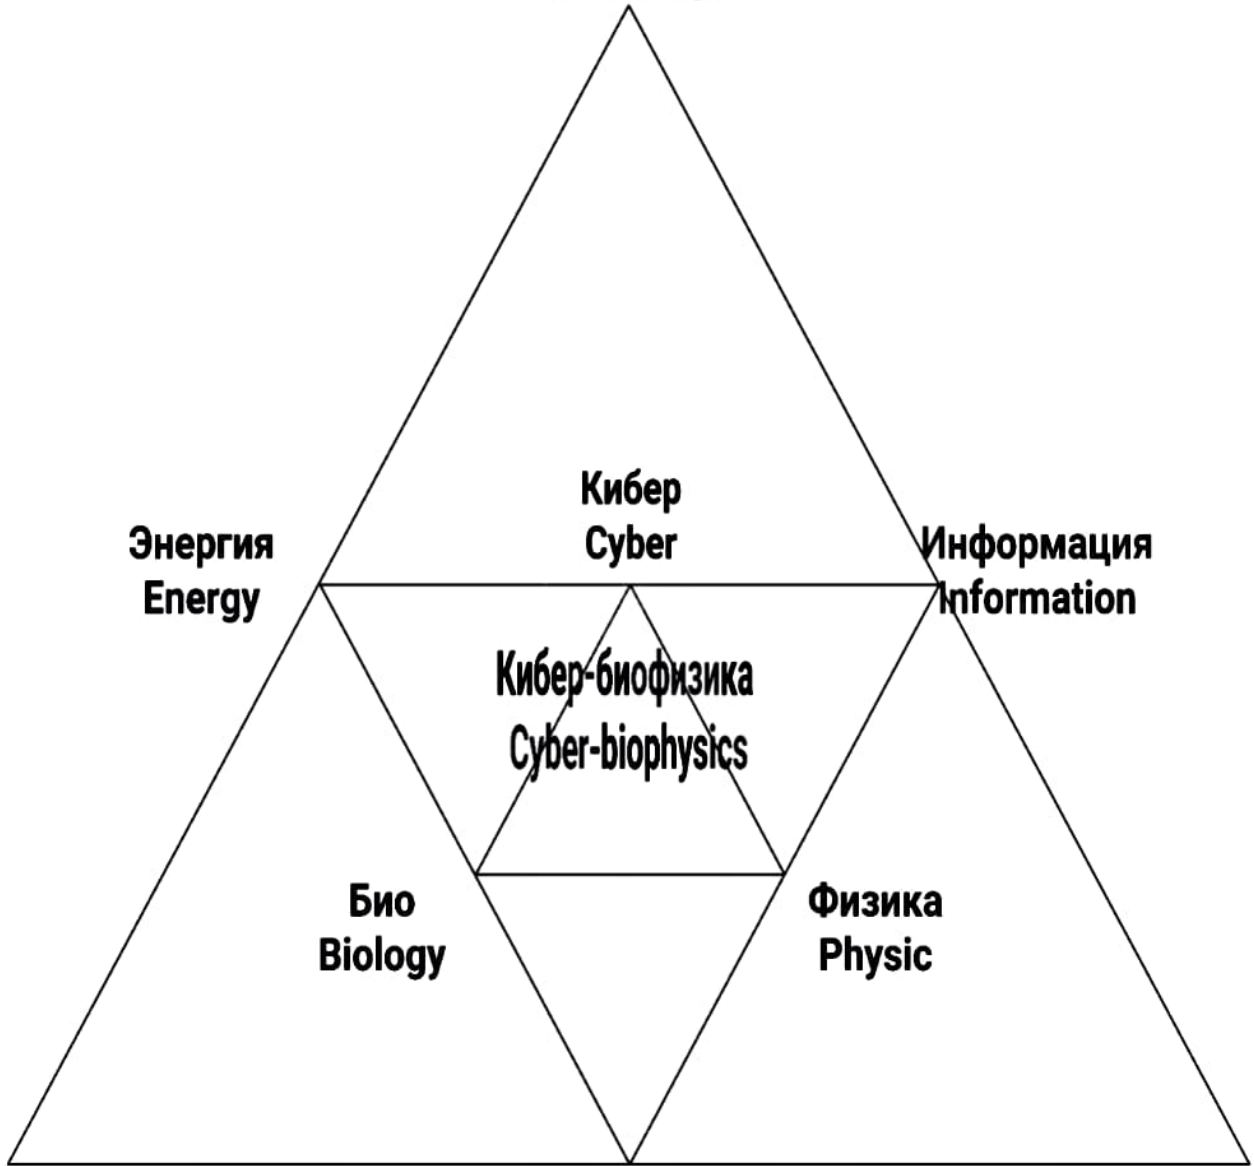 Кибер
Cyber
Энергия
Energy
Информация
Information
Кибер-биофизика
Cyber-biophysics
Био
Biology
Физика
Physic